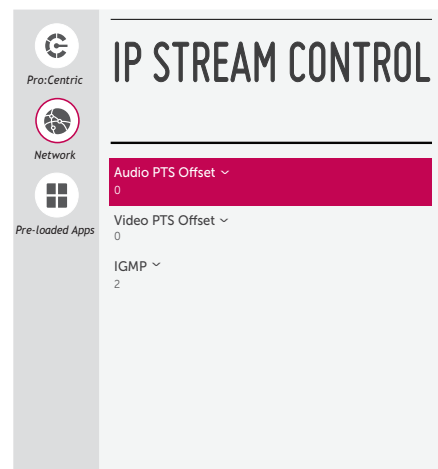 Pro:Centric
Network
Pre-loaded Apps
IP STREAM CONTROL
Audio PTS Offset
0
Video PTS Offset
0
IGMP
2